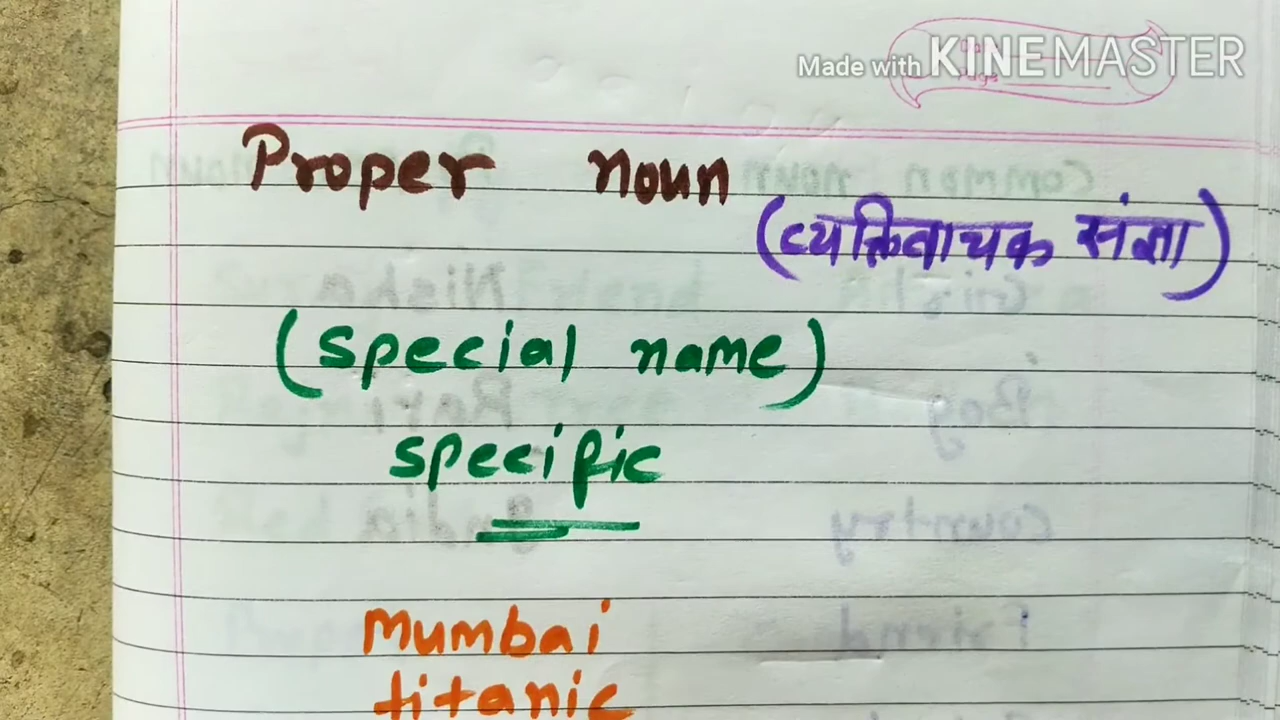 Made with KINEMASTER
Proper noun
(व्यक्तिवाचक संज्ञा)
(special name)
specific
Mumbai
titanic